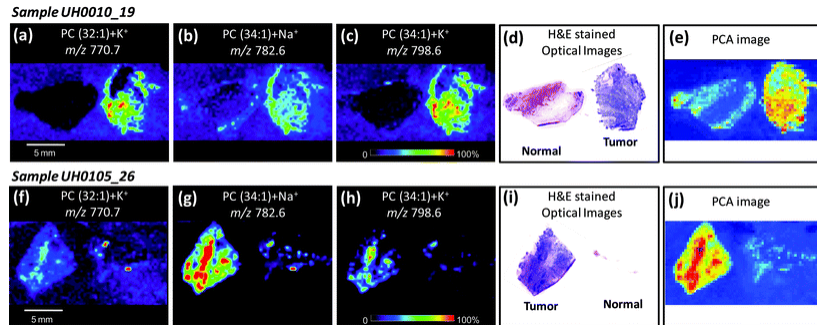 Sample UH0010_19
(a) PC (32:1)+K⁺
m/z 770.7
(b) PC (34:1)+Na⁺
m/z 782.6
(c) PC (34:1)+K⁺
m/z 798.6
(d) H&E stained
Optical Images
(e) PCA image
5 mm
0 100%
Normal
Tumor
Sample UH0105_26
(f) PC (32:1)+K⁺
m/z 770.7
(g) PC (34:1)+Na⁺
m/z 782.6
(h) PC (34:1)+K⁺
m/z 798.6
(i) H&E stained
Optical Images
(j) PCA image
5 mm
0 100%
Tumor
Normal